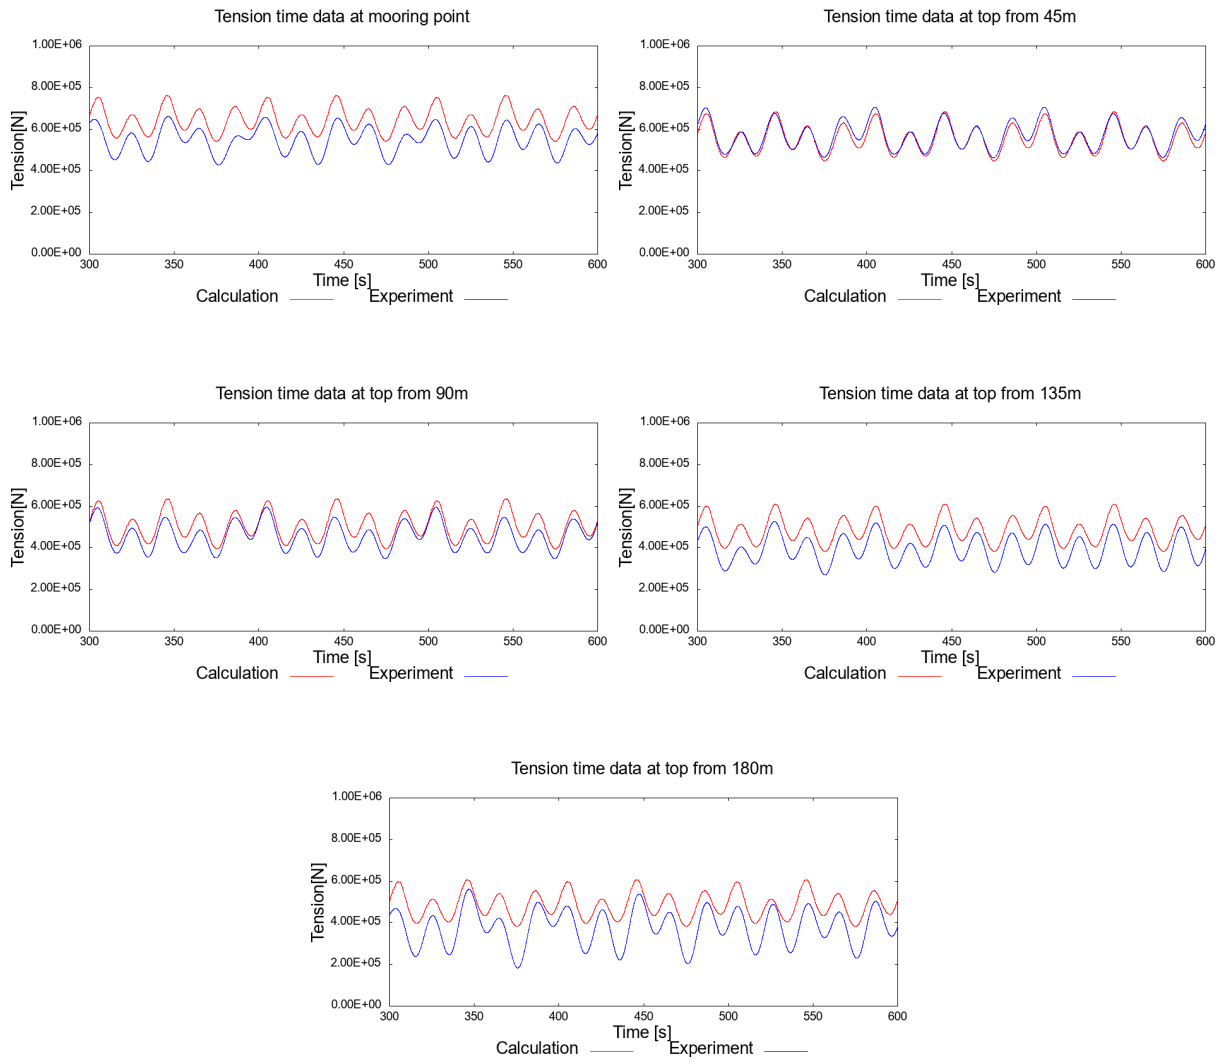 Tension time data at mooring point
1.00E+06
8.00E+05
6.00E+05
4.00E+05
2.00E+05
0.00E+00
Tension[N]
300 350 400 450 500 550 600
Time [s]
Calculation Experiment
Tension time data at top from 45m
1.00E+06
8.00E+05
6.00E+05
4.00E+05
2.00E+05
0.00E+00
Tension[N]
300 350 400 450 500 550 600
Time [s]
Calculation Experiment
Tension time data at top from 90m
1.00E+06
8.00E+05
6.00E+05
4.00E+05
2.00E+05
0.00E+00
Tension[N]
300 350 400 450 500 550 600
Time [s]
Calculation Experiment
Tension time data at top from 135m
1.00E+06
8.00E+05
6.00E+05
4.00E+05
2.00E+05
0.00E+00
Tension[N]
300 350 400 450 500 550 600
Time [s]
Calculation Experiment
Tension time data at top from 180m
1.00E+06
8.00E+05
6.00E+05
4.00E+05
2.00E+05
0.00E+00
Tension[N]
300 350 400 450 500 550 600
Time [s]
Calculation Experiment